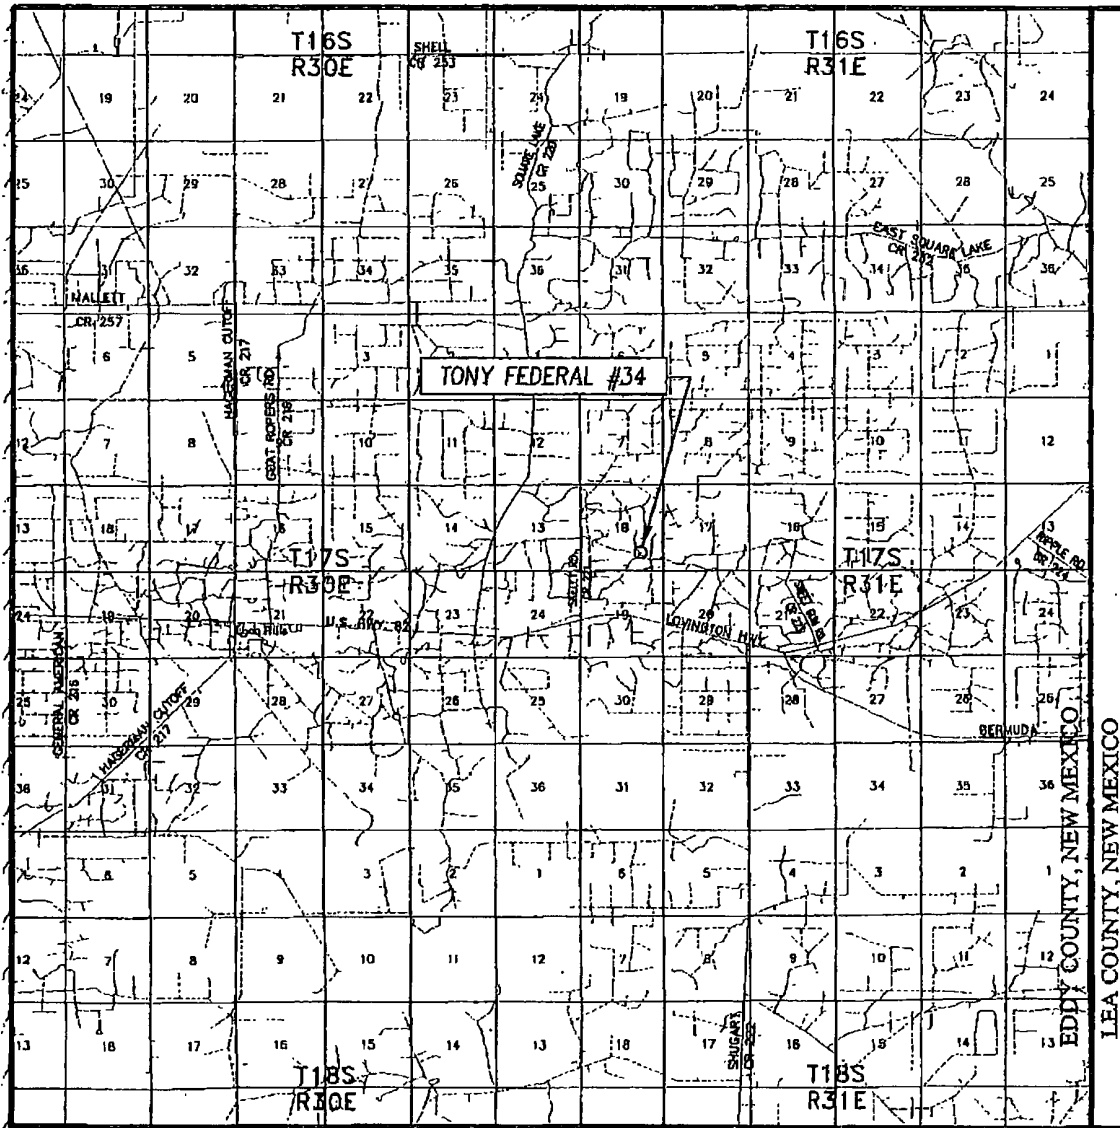 T16S
R30E
T16S
R31E
SHELL
CR 253
24 19 20 21 22 23 24 19 20 21 22 23 24
SQUARE LAKE
CR 220
25 30 29 28 27 26 25 30 29 28 27 26 25
EAST SQUARE LAKE
CR
36 31 32 33 34 35 36 31 32 33 34 35 36
MALLETT
CR 257
HAGERMAN CUTOFF
CR 217
6 5 3 6 5 4 3 2 1
TONY FEDERAL #34
GOAT ROPERS RD
CR 218
12 7 8 10 11 12 7 8 9 10 11 12
13 18 17 16 15 14 13 18 17 16 15 14 13
T17S
R30E
T17S
R31E
RD.
24 19 20 21 22 23 24 19 20 21 22 23 24
Loco Hills
U.S. HWY. 82
LOVINGTON HWY
GENERAL AMERICAN
CR
25 30 29 28 27 26 25 30 29 28 27 26
HAGERMAN CUTOFF
CR 217
BERMUDA
36 31 32 33 34 35 36 31 32 33 34 35 36
6 5 3 2 1 6 5 4 3 2 1
12 7 8 9 10 11 12 7 8 9 10 11 12
13 18 17 16 15 14 13 18 17 16 15 14 13
SHUGART
CR 222
T18S
R30E
T18S
R31E
EDDY COUNTY, NEW MEXICO
LEA COUNTY, NEW MEXICO